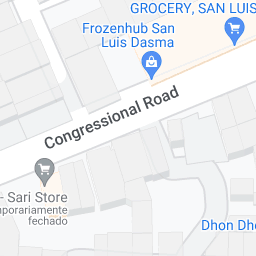 GROCERY, SAN LUIS
Frozenhub San
Luis Dasma
Congressional Road
- Sari Store
mporariamente
fechado
Dhon Dho